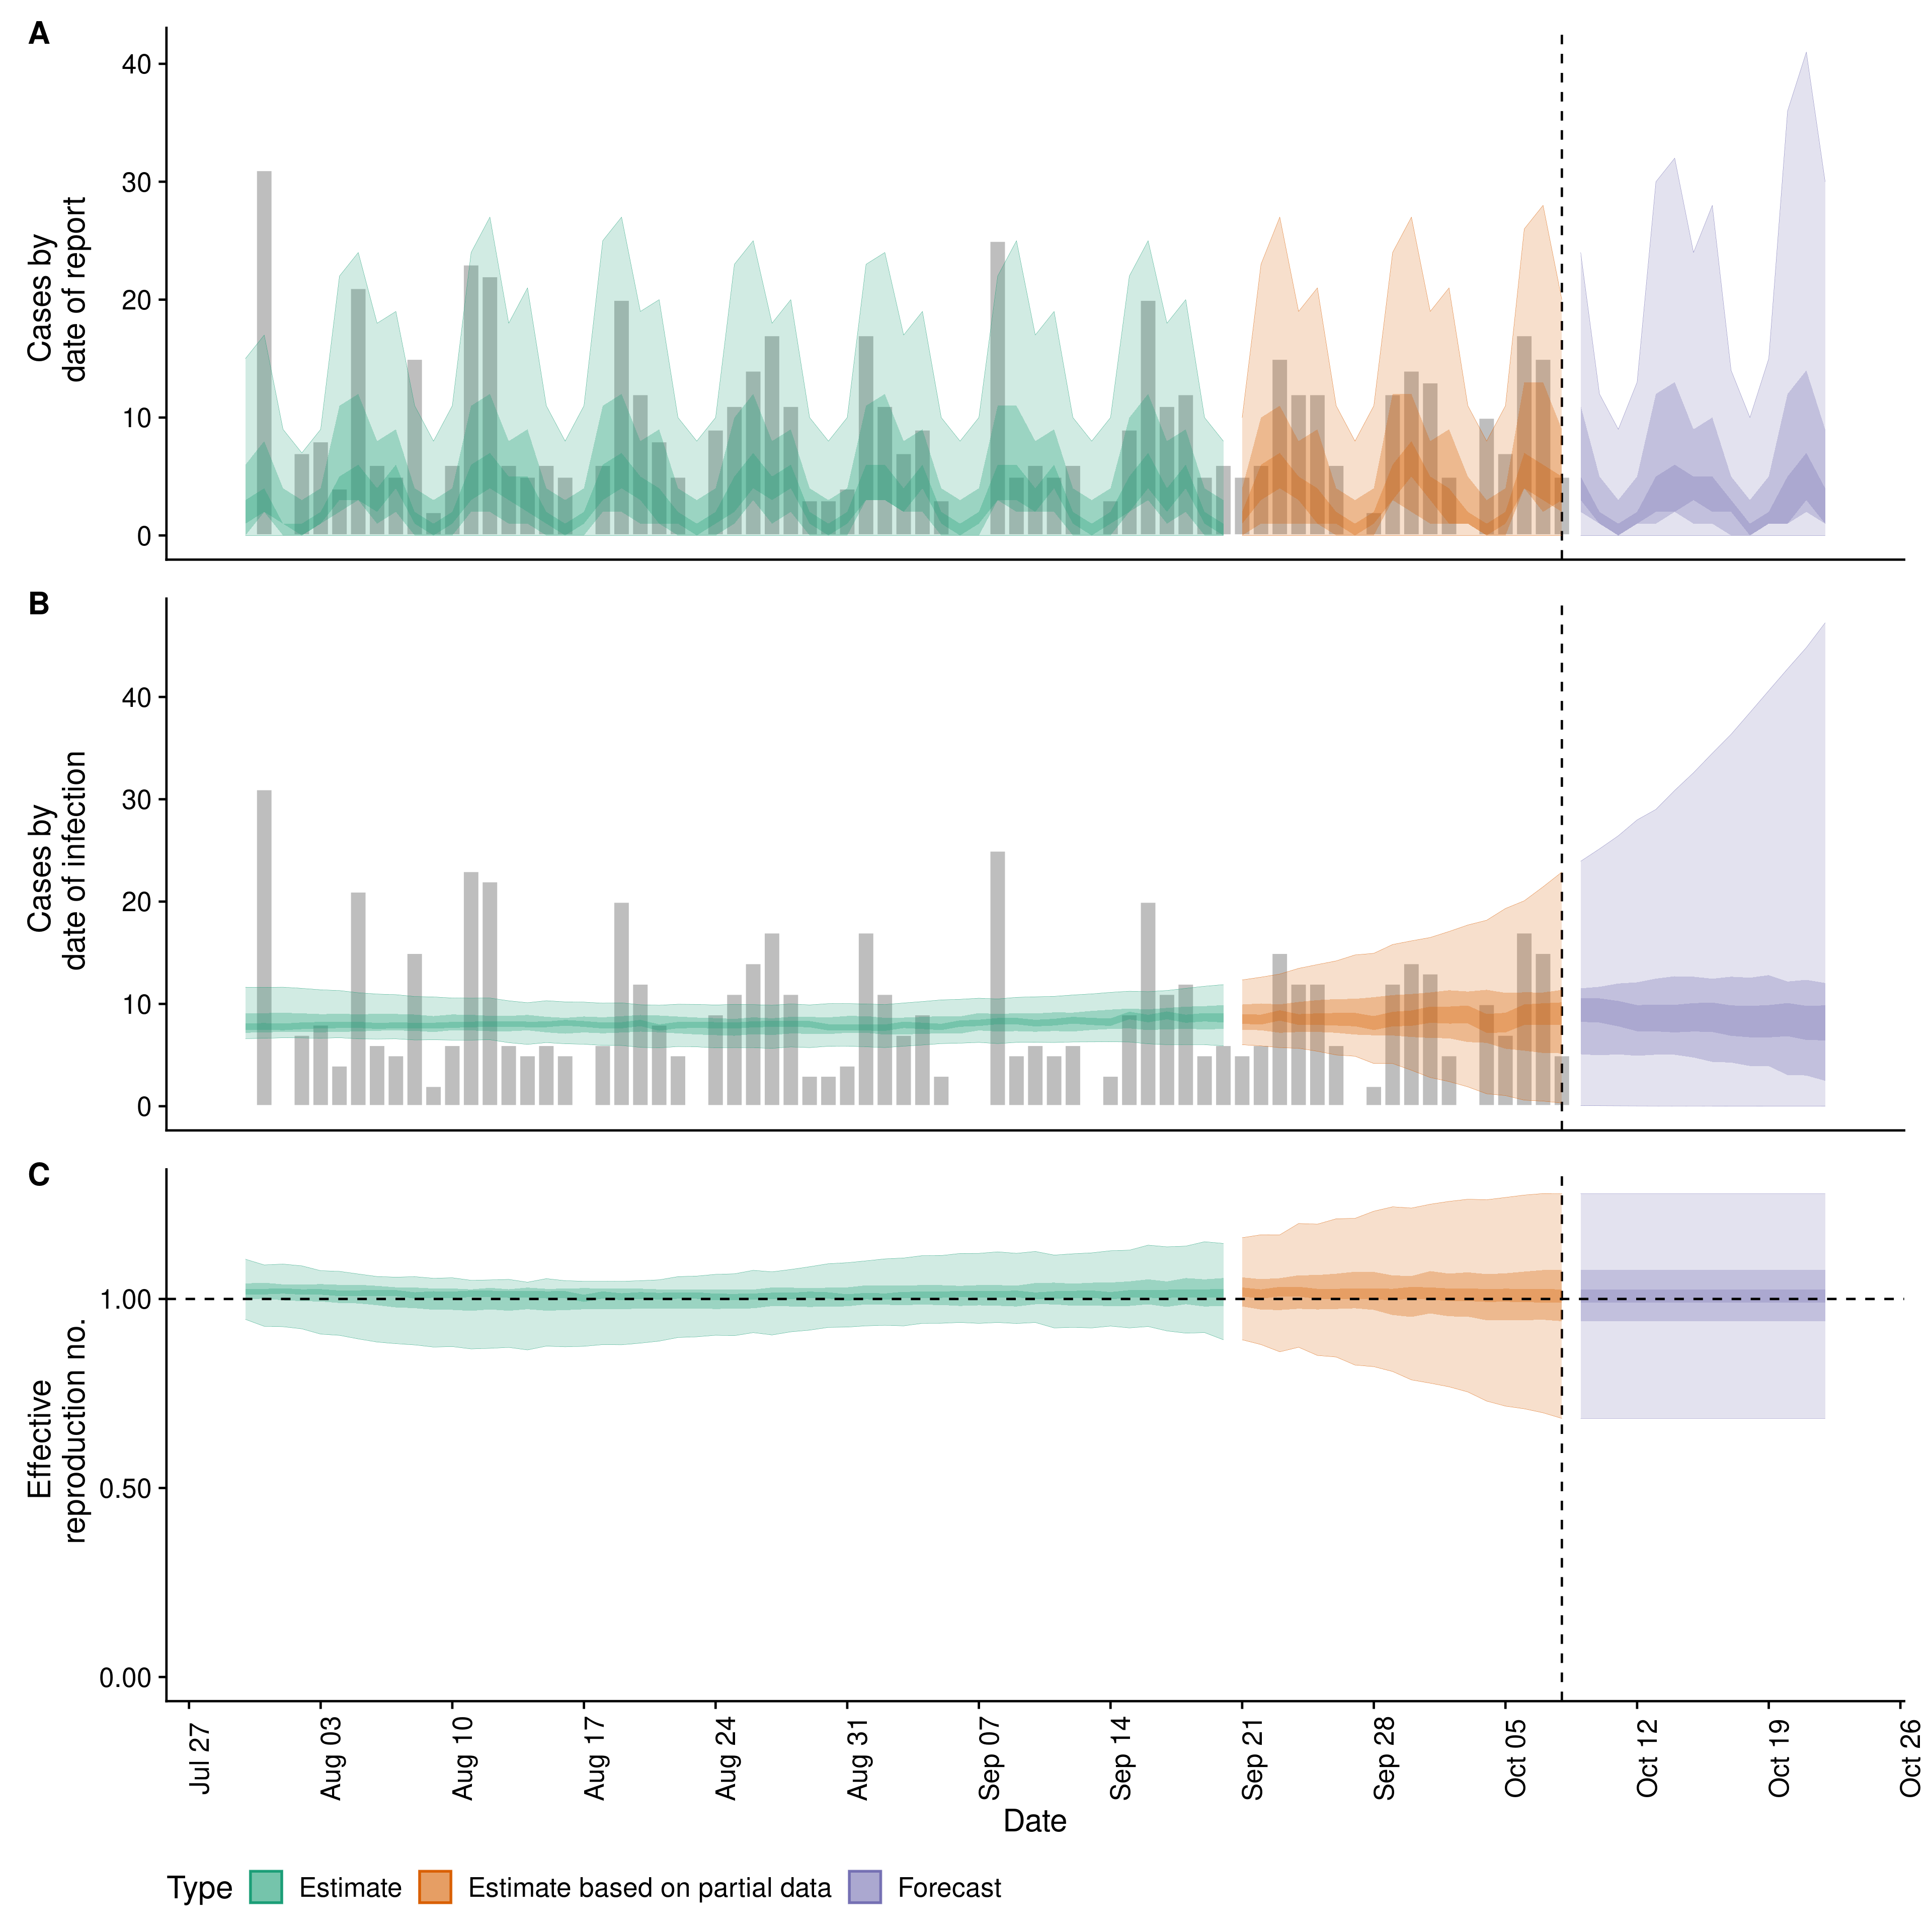 A
Cases by
date of report
40
30
20
10
0
B
Cases by
date of infection
40
30
20
10
0
C
Effective
reproduction no.
1.00
0.50
0.00
Jul 27
Aug 03
Aug 10
Aug 17
Aug 24
Aug 31
Sep 07
Sep 14
Sep 21
Sep 28
Oct 05
Oct 12
Oct 19
Oct 26
Date
Type Estimate Estimate based on partial data Forecast